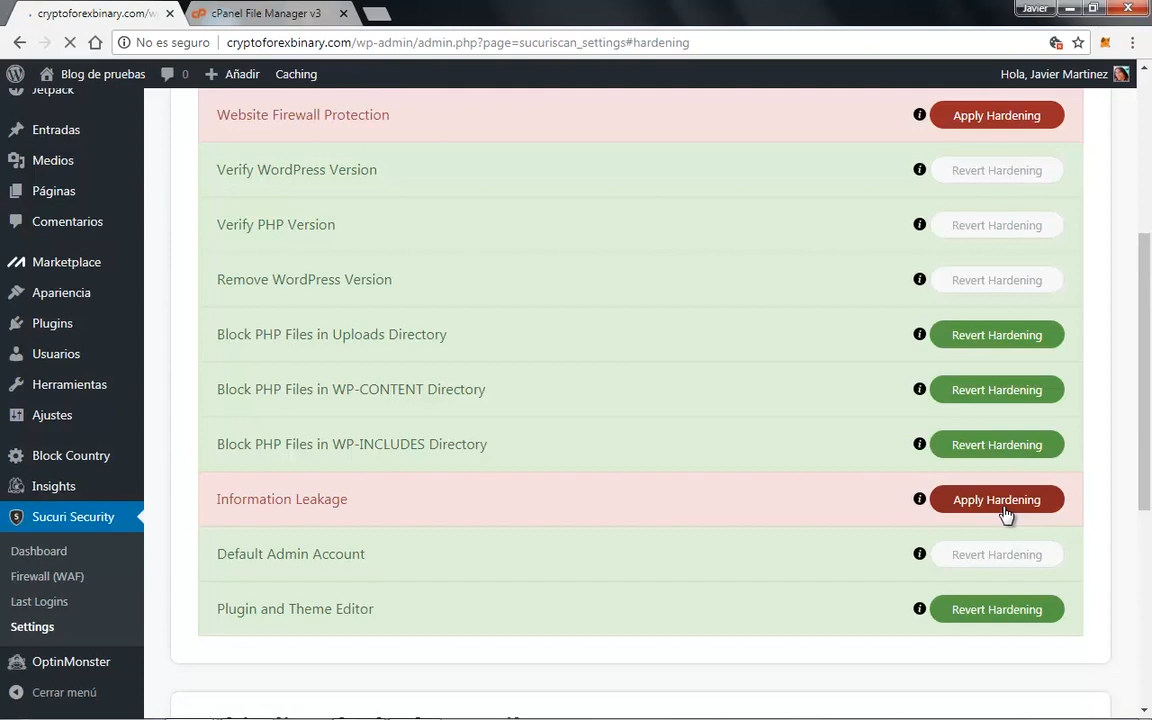 Javier
cryptoforexbinary.com/w
cPanel File Manager v3
No es seguro
cryptoforexbinary.com/wp-admin/admin.php?page=sucuriscan_settings#hardening
Blog de pruebas
0
Añadir
Caching
Hola, Javier Martinez
Jetpack
Entradas
Medios
Páginas
Comentarios
Marketplace
Apariencia
Plugins
Usuarios
Herramientas
Ajustes
Block Country
Insights
Sucuri Security
Dashboard
Firewall (WAF)
Last Logins
Settings
OptinMonster
Cerrar menú
Website Firewall Protection
Apply Hardening
Verify WordPress Version
Revert Hardening
Verify PHP Version
Revert Hardening
Remove WordPress Version
Revert Hardening
Block PHP Files in Uploads Directory
Revert Hardening
Block PHP Files in WP-CONTENT Directory
Revert Hardening
Block PHP Files in WP-INCLUDES Directory
Revert Hardening
Information Leakage
Apply Hardening
Default Admin Account
Revert Hardening
Plugin and Theme Editor
Revert Hardening